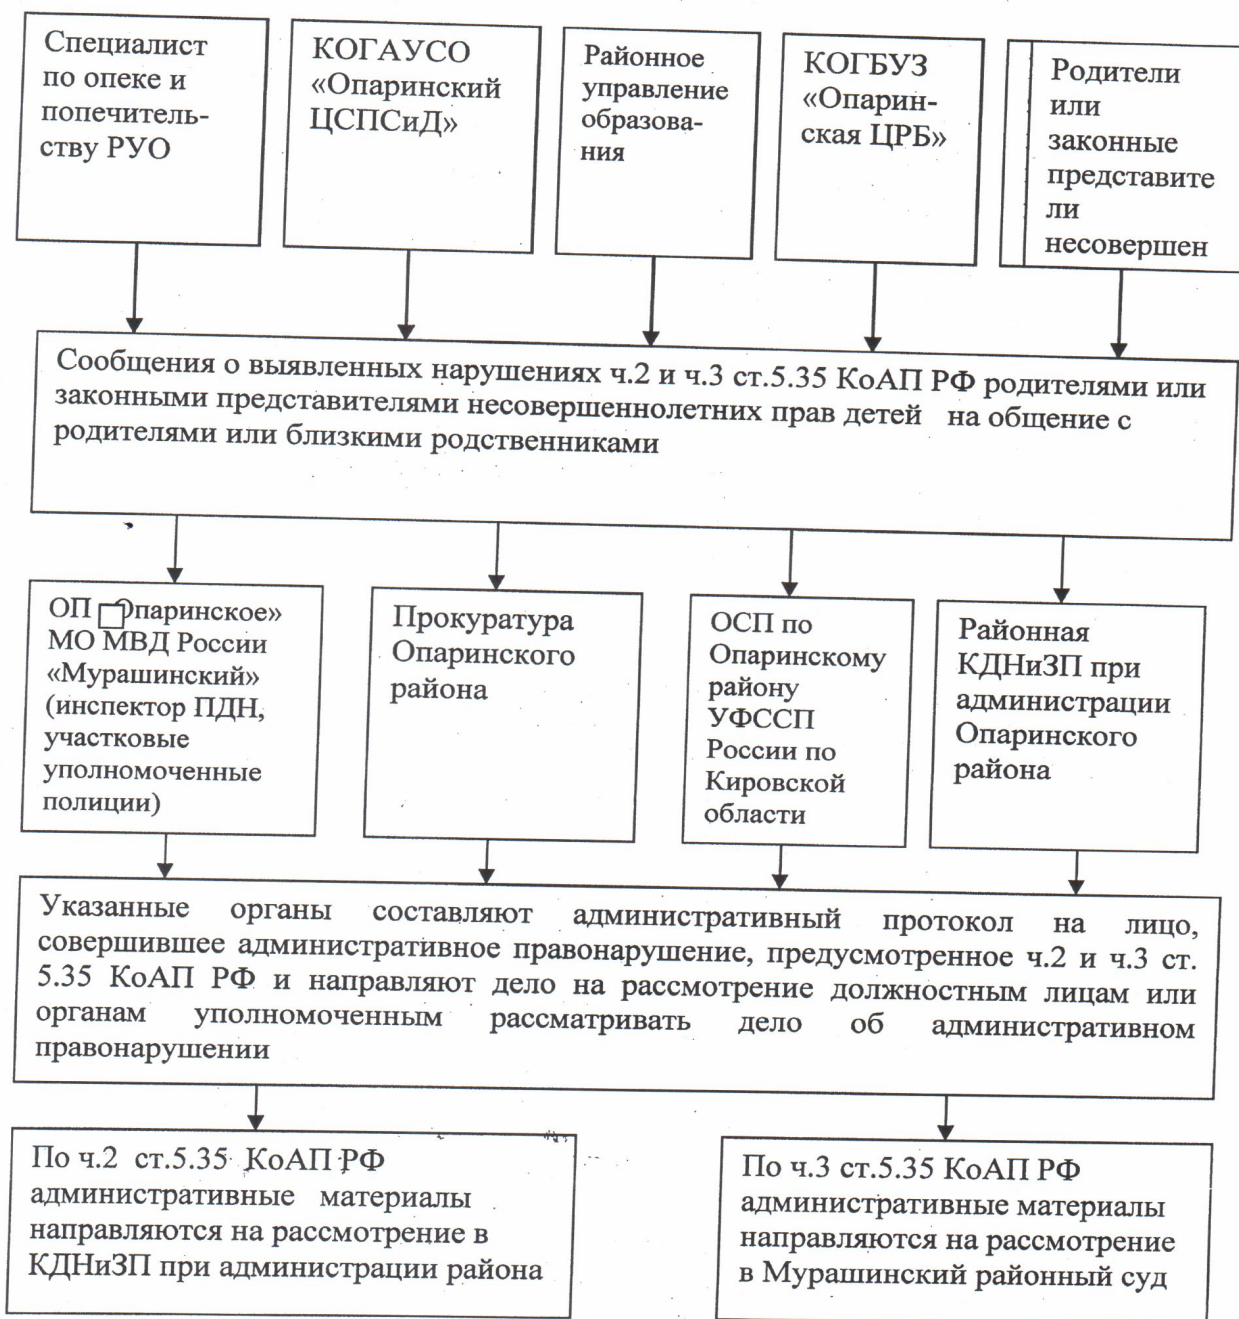 Специалист
по опеке и
попечитель-
ству РУО
КОГАУСО
«Опаринский
ЦСПСиД»
Районное
управление
образова-
ния
КОГБУЗ
«Опарин-
ская ЦРБ»
Родители
или
законные
представите
ли
несовершен
Сообщения о выявленных нарушениях ч.2 и ч.3 ст.5.35 КоАП РФ родителями или
законными представителями несовершеннолетних прав детей на общение с
родителями или близкими родственниками
ОП Опаринское»
МО МВД России
«Мурашинский»
(инспектор ПДН,
участковые
уполномоченные
полиции)
Прокуратура
Опаринского
района
ОСП по
Опаринскому
району
УФССП
России по
Кировской
области
Районная
КДНиЗП при
администрации
Опаринского
района
Указанные органы составляют административный протокол на лицо,
совершившее административное правонарушение, предусмотренное ч.2 и ч.3 ст.
5.35 КоАП РФ и направляют дело на рассмотрение должностным лицам или
органам уполномоченным рассматривать дело об административном
правонарушении
По ч.2 ст.5.35 КоАП РФ
административные материалы
направляются на рассмотрение в
КДНиЗП при администрации района
По ч.3 ст.5.35 КоАП РФ
административные материалы
направляются на рассмотрение
в Мурашинский районный суд